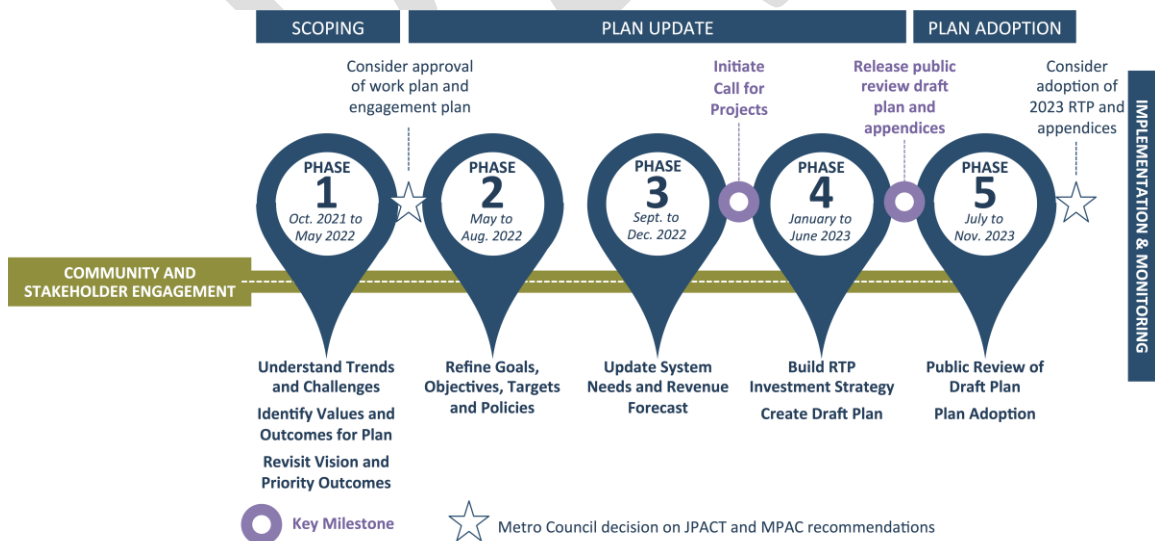 SCOPING
PLAN UPDATE
PLAN ADOPTION
Consider approval
of work plan and
engagement plan
Initiate
Call for
Projects
Release public
review draft
plan and
appendices
Consider
adoption of
2023 RTP and
appendices
IMPLEMENTATION & MONITORING
PHASE
1
Oct. 2021 to
May 2022
PHASE
2
May to
Aug. 2022
PHASE
3
Sept. to
Dec. 2022
PHASE
4
January to
June 2023
PHASE
5
July to
Nov. 2023
COMMUNITY AND
STAKEHOLDER ENGAGEMENT
Understand Trends
and Challenges
Identify Values and
Outcomes for Plan
Revisit Vision and
Priority Outcomes
Refine Goals,
Objectives, Targets
and Policies
Update System
Needs and Revenue
Forecast
Build RTP
Investment Strategy
Create Draft Plan
Public Review of
Draft Plan
Plan Adoption
Key Milestone
Metro Council decision on JPACT and MPAC recommendations